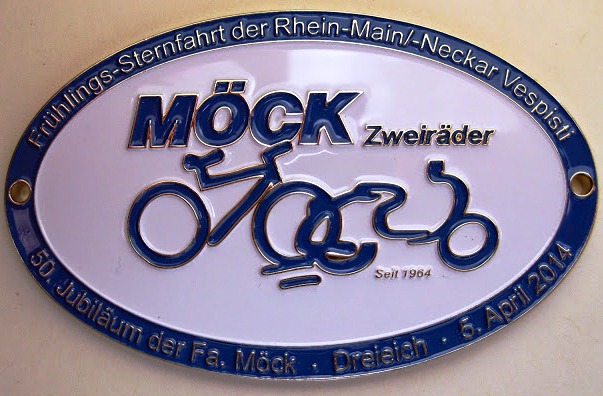 Frühlings-Sternfahrt der Rhein-Main/-Neckar Vespisti
MÖCK Zweiräder
Seit 1964
50. Jubiläum der Fa. Möck · Dreieich · 5. April 2014